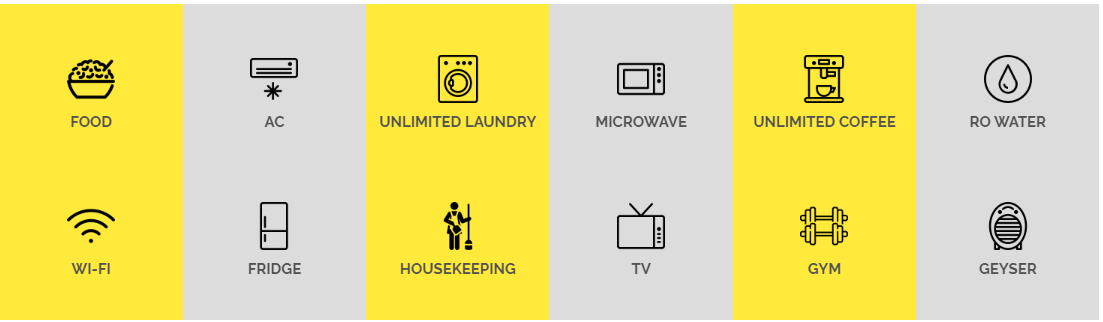 FOOD
AC
UNLIMITED LAUNDRY
MICROWAVE
UNLIMITED COFFEE
RO WATER
WI-FI
FRIDGE
HOUSEKEEPING
TV
GYM
GEYSER